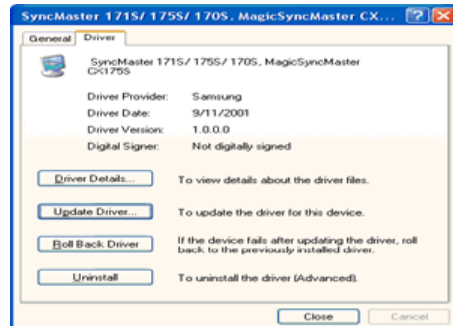 SyncMaster 171S/ 175S/ 170S, MagicSyncMaster CX...
General Driver
SyncMaster 171S/ 175S/ 170S, MagicSyncMaster
CX175S
Driver Provider: Samsung
Driver Date: 9/11/2001
Driver Version: 1.0.0.0
Digital Signer: Not digitally signed
Driver Details... To view details about the driver files.
Update Driver... To update the driver for this device.
Roll Back Driver If the device fails after updating the driver, roll
back to the previously installed driver.
Uninstall To uninstall the driver (Advanced).
Close Cancel